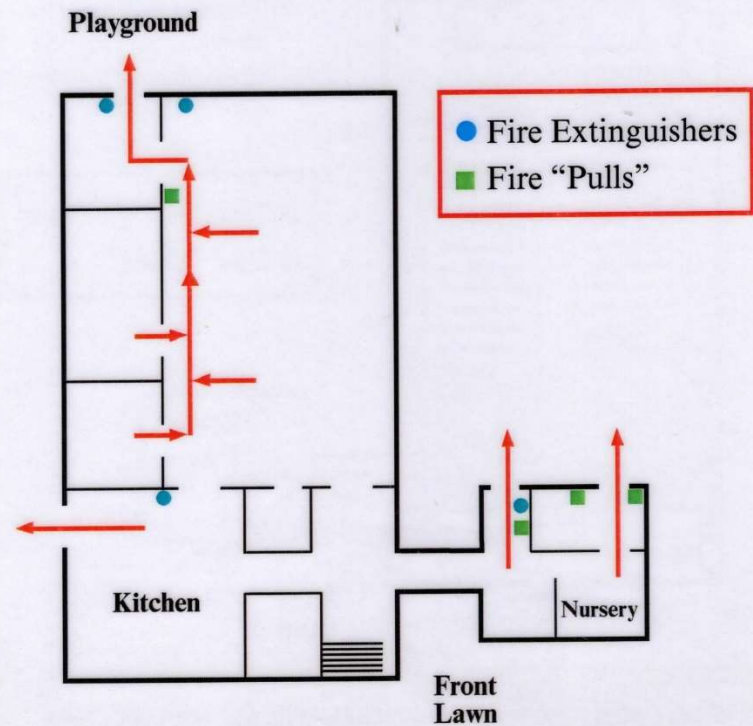 Playground
Fire Extinguishers
Fire “Pulls”
Kitchen
Nursery
Front
Lawn